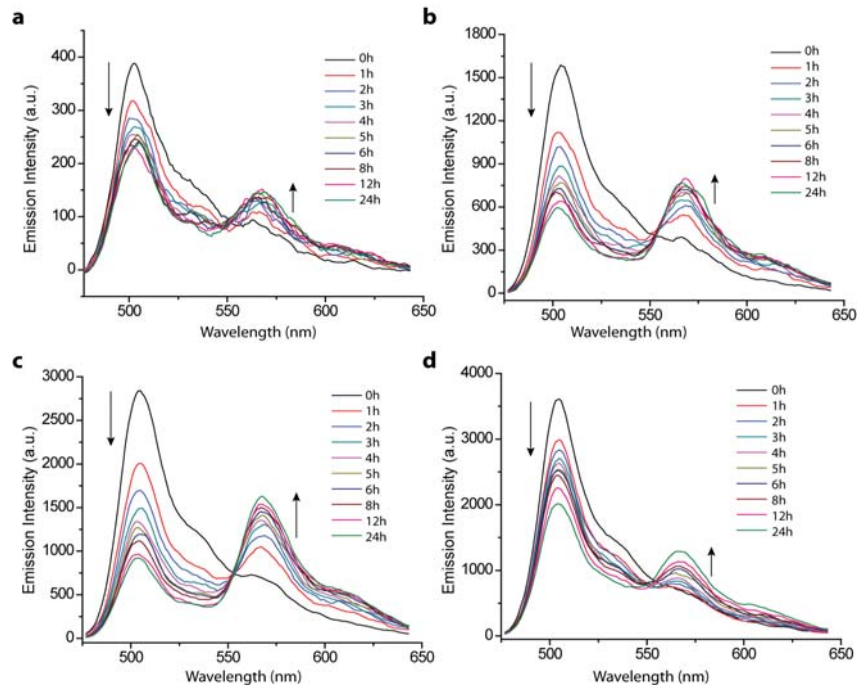 a
Emission Intensity (a.u.)
400
300
200
100
0
500
550
600
650
Wavelength (nm)
0h
1h
2h
3h
4h
5h
6h
8h
12h
24h
b
Emission Intensity (a.u.)
1800
1500
1200
900
600
300
0
500
550
600
650
Wavelength (nm)
0h
1h
2h
3h
4h
5h
6h
8h
12h
24h
c
Emission Intensity (a.u.)
3000
2500
2000
1500
1000
500
0
500
550
600
650
Wavelength (nm)
0h
1h
2h
3h
4h
5h
6h
8h
12h
24h
d
Emission Intensity (a.u.)
4000
3000
2000
1000
0
500
550
600
650
Wavelength (nm)
0h
1h
2h
3h
4h
5h
6h
8h
12h
24h